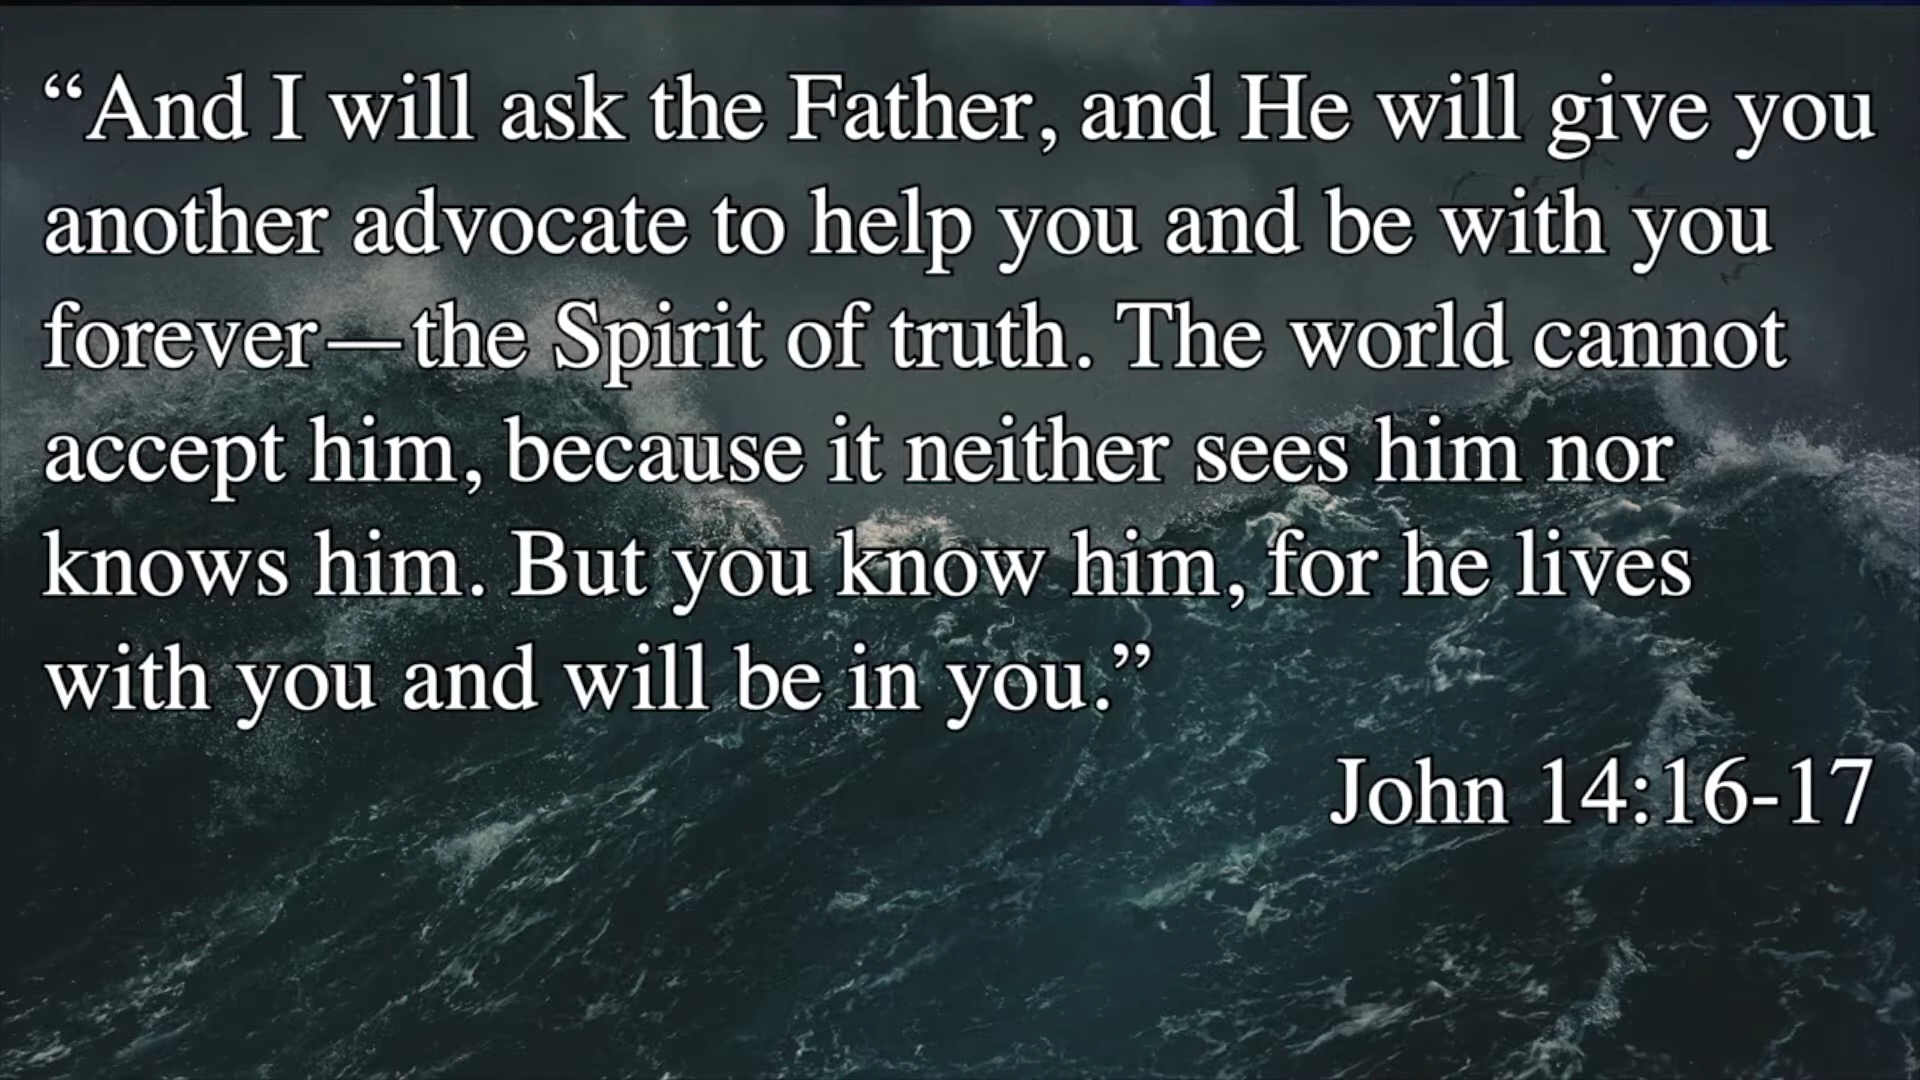 “And I will ask the Father, and He will give you
another advocate to help you and be with you
forever—the Spirit of truth. The world cannot
accept him, because it neither sees him nor
knows him. But you know him, for he lives
with you and will be in you.”
John 14:16-17